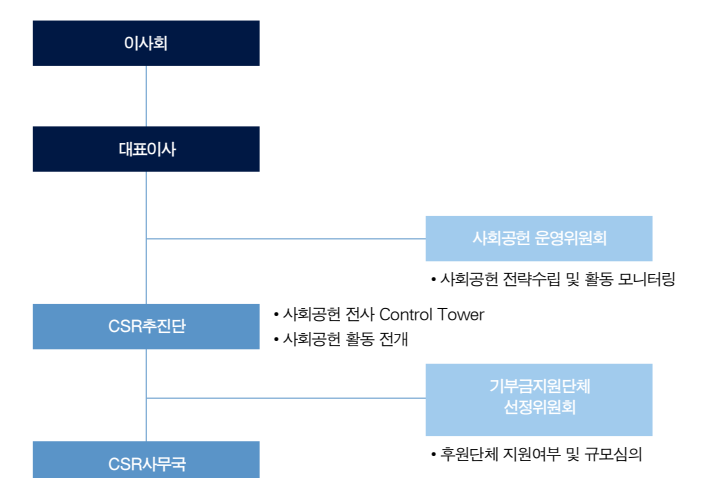 이사회
대표이사
사회공헌 운영위원회
• 사회공헌 전략수립 및 활동 모니터링
CSR추진단
• 사회공헌 전사 Control Tower
• 사회공헌 활동 전개
기부금지원단체
선정위원회
• 후원단체 지원여부 및 규모심의
CSR사무국